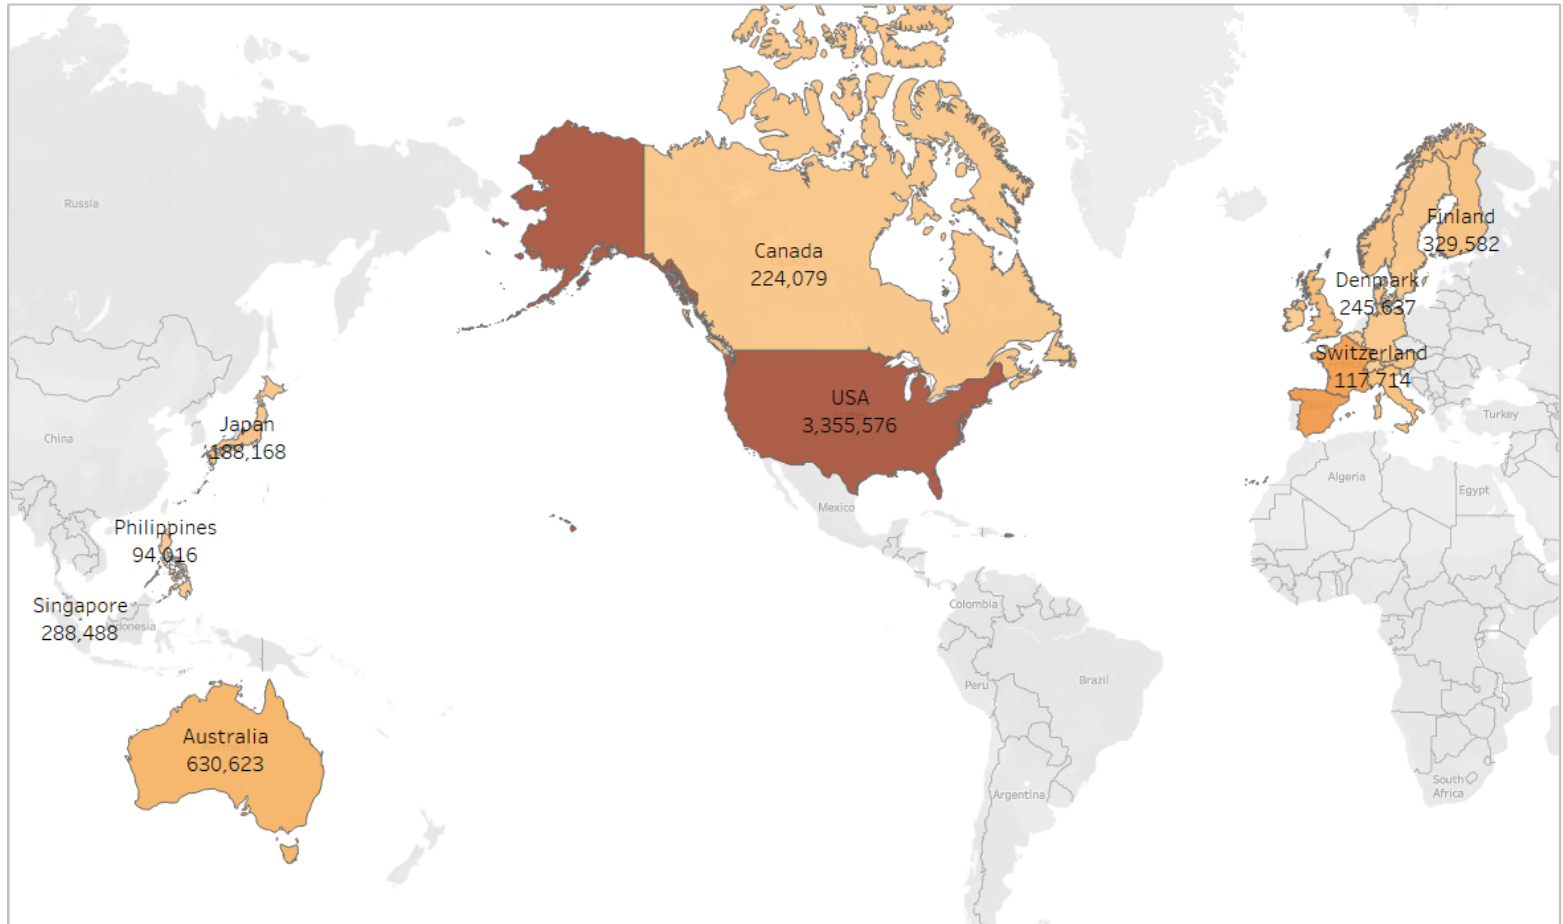 Russia
Canada
224,079
Finland
329,582
Denmark
245,637
Switzerland
117,714
USA
3,355,576
Spain
Turkey
China
Japan
188,168
Algeria
Egypt
Mexico
Philippines
94,016
Singapore
288,488
Colombia
Peru
Brazil
Australia
630,623
Argentina
South
Africa